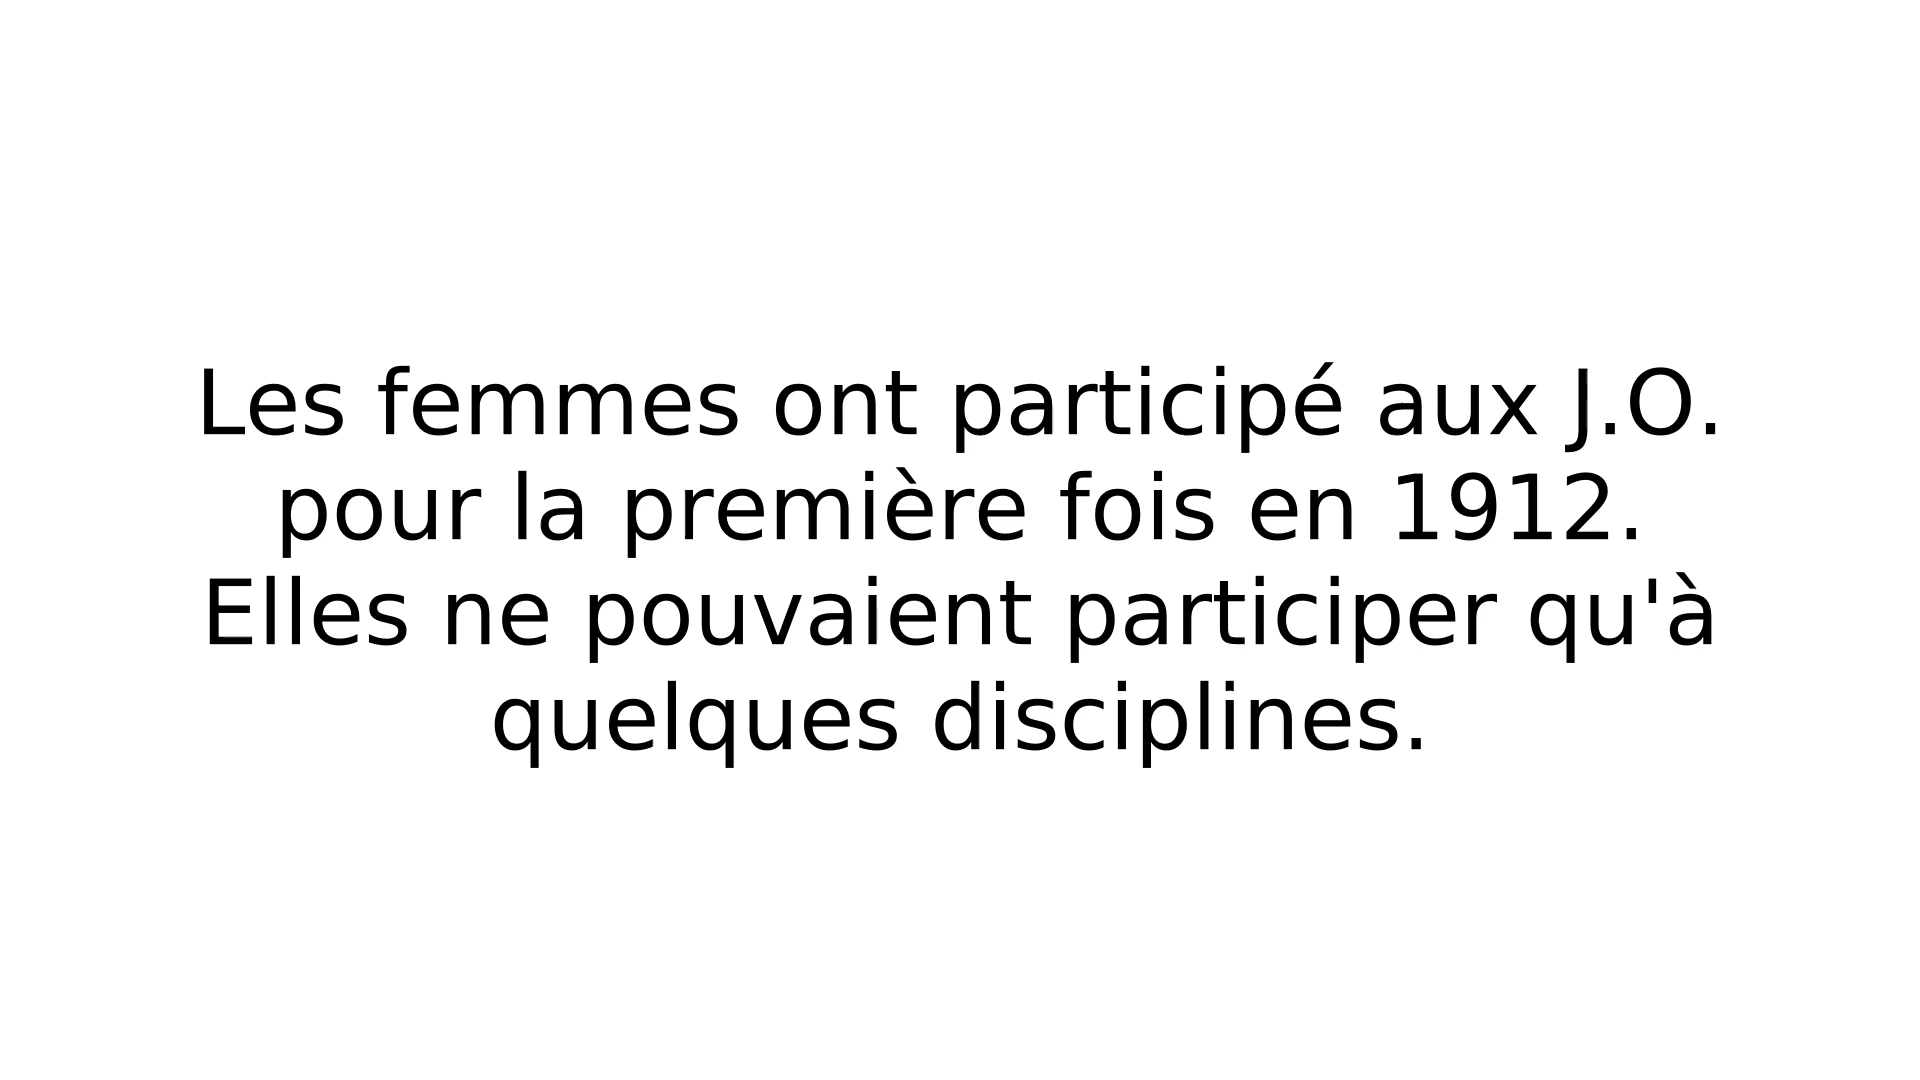 Les femmes ont participé aux J.O.
pour la première fois en 1912.
Elles ne pouvaient participer qu'à
quelques disciplines.